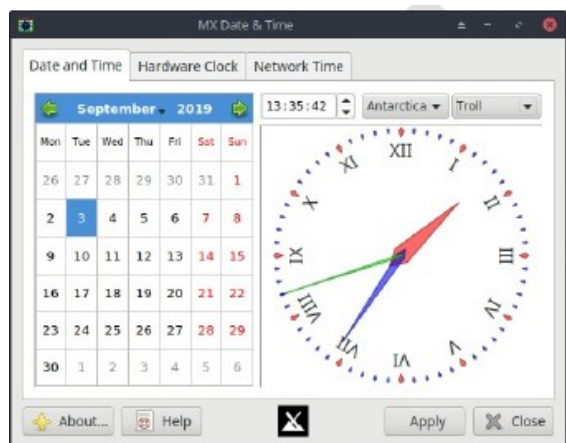 MX Date & Time
Date and Time Hardware Clock Network Time
September 2019 13:35:42 Antarctica Troll
Mon Tue Wed Thu Fri Sat Sun
26 27 28 29 30 31 1
2 3 4 5 6 7 8
9 10 11 12 13 14 15
16 17 18 19 20 21 22
23 24 25 26 27 28 29
30 1 2 3 4 5 6
XII
I
II
III
IV
V
VI
VII
VIII
IX
X
XI
About... Help Apply Close